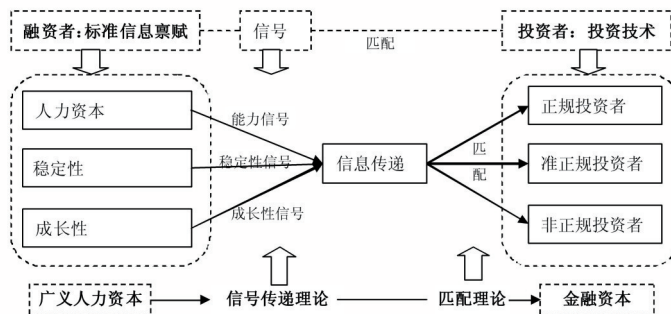 融资者：标准信息禀赋
信号
匹配
投资者： 投资技术
人力资本
能力信号
正规投资者
稳定性
稳定性信号
信息传递
匹
配
准正规投资者
成长性
成长性信号
非正规投资者
广义人力资本
信号传递理论
匹配理论
金融资本